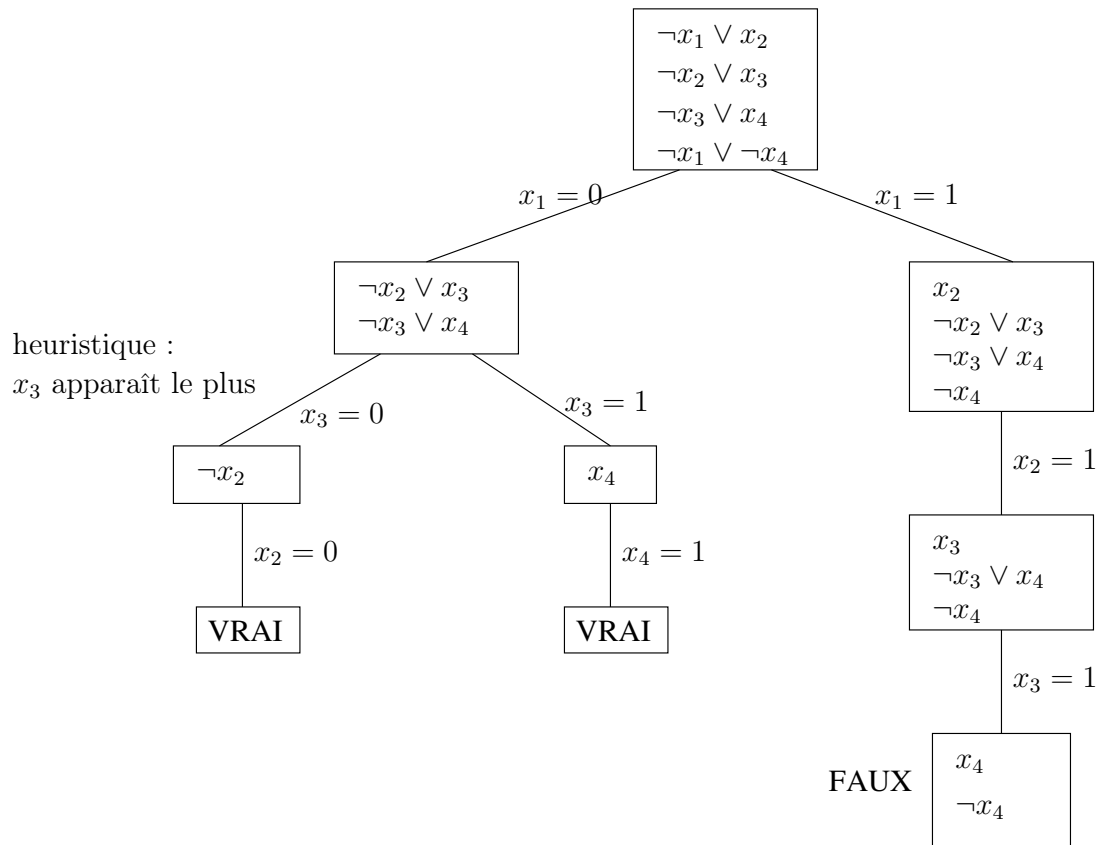 ¬x₁ ∨ x₂
¬x₂ ∨ x₃
¬x₃ ∨ x₄
¬x₁ ∨ ¬x₄
x₁ = 0
x₁ = 1
¬x₂ ∨ x₃
¬x₃ ∨ x₄
x₂
¬x₂ ∨ x₃
¬x₃ ∨ x₄
¬x₄
heuristique :
x₃ apparaît le plus
x₃ = 0
x₃ = 1
¬x₂
x₄
x₂ = 1
x₂ = 0
x₄ = 1
x₃
¬x₃ ∨ x₄
¬x₄
VRAI
VRAI
x₃ = 1
FAUX
x₄
¬x₄